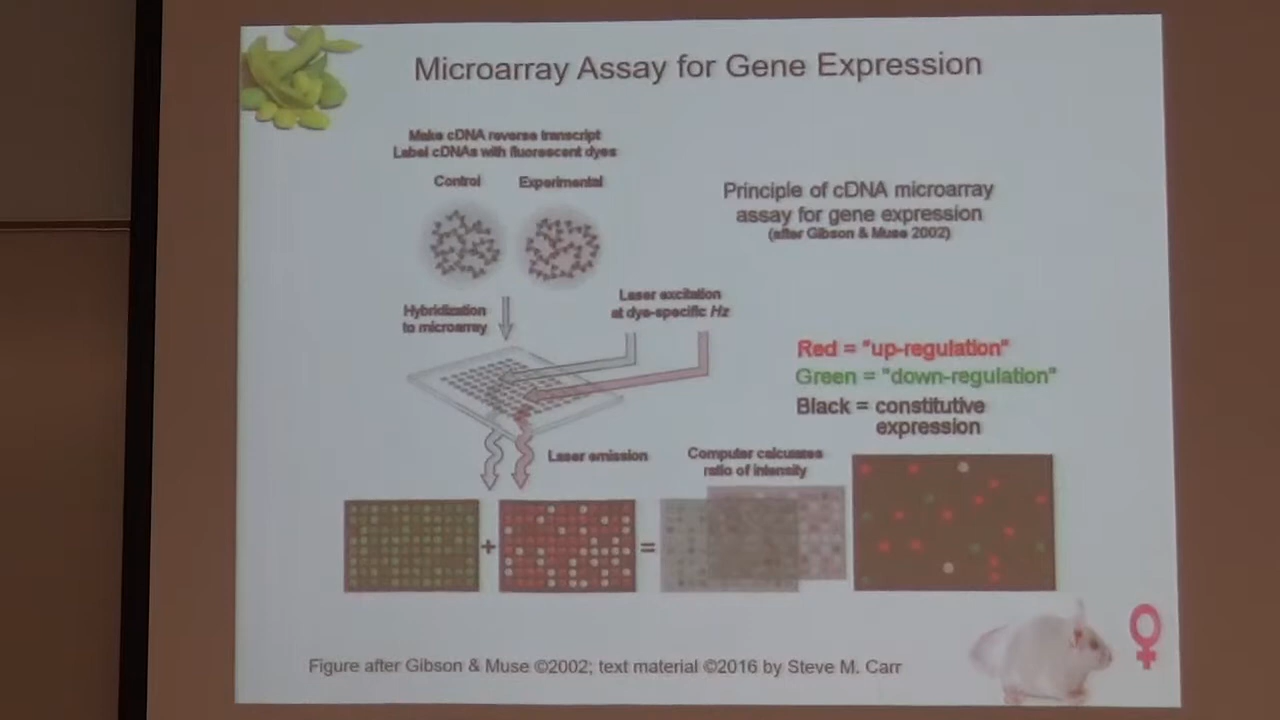 Microarray Assay for Gene Expression
Make cDNA reverse transcript
Label cDNAs with fluorescent dyes
Control
Experimental
Principle of cDNA microarray
assay for gene expression
(after Gibson & Muse 2002)
Hybridization
to microarray
Laser excitation
at dye-specific Hz
Red = "up-regulation"
Green = "down-regulation"
Black = constitutive
expression
Laser emission
Computer calculates
ratio of intensity
+
=
Figure after Gibson & Muse ©2002; text material ©2016 by Steve M. Carr